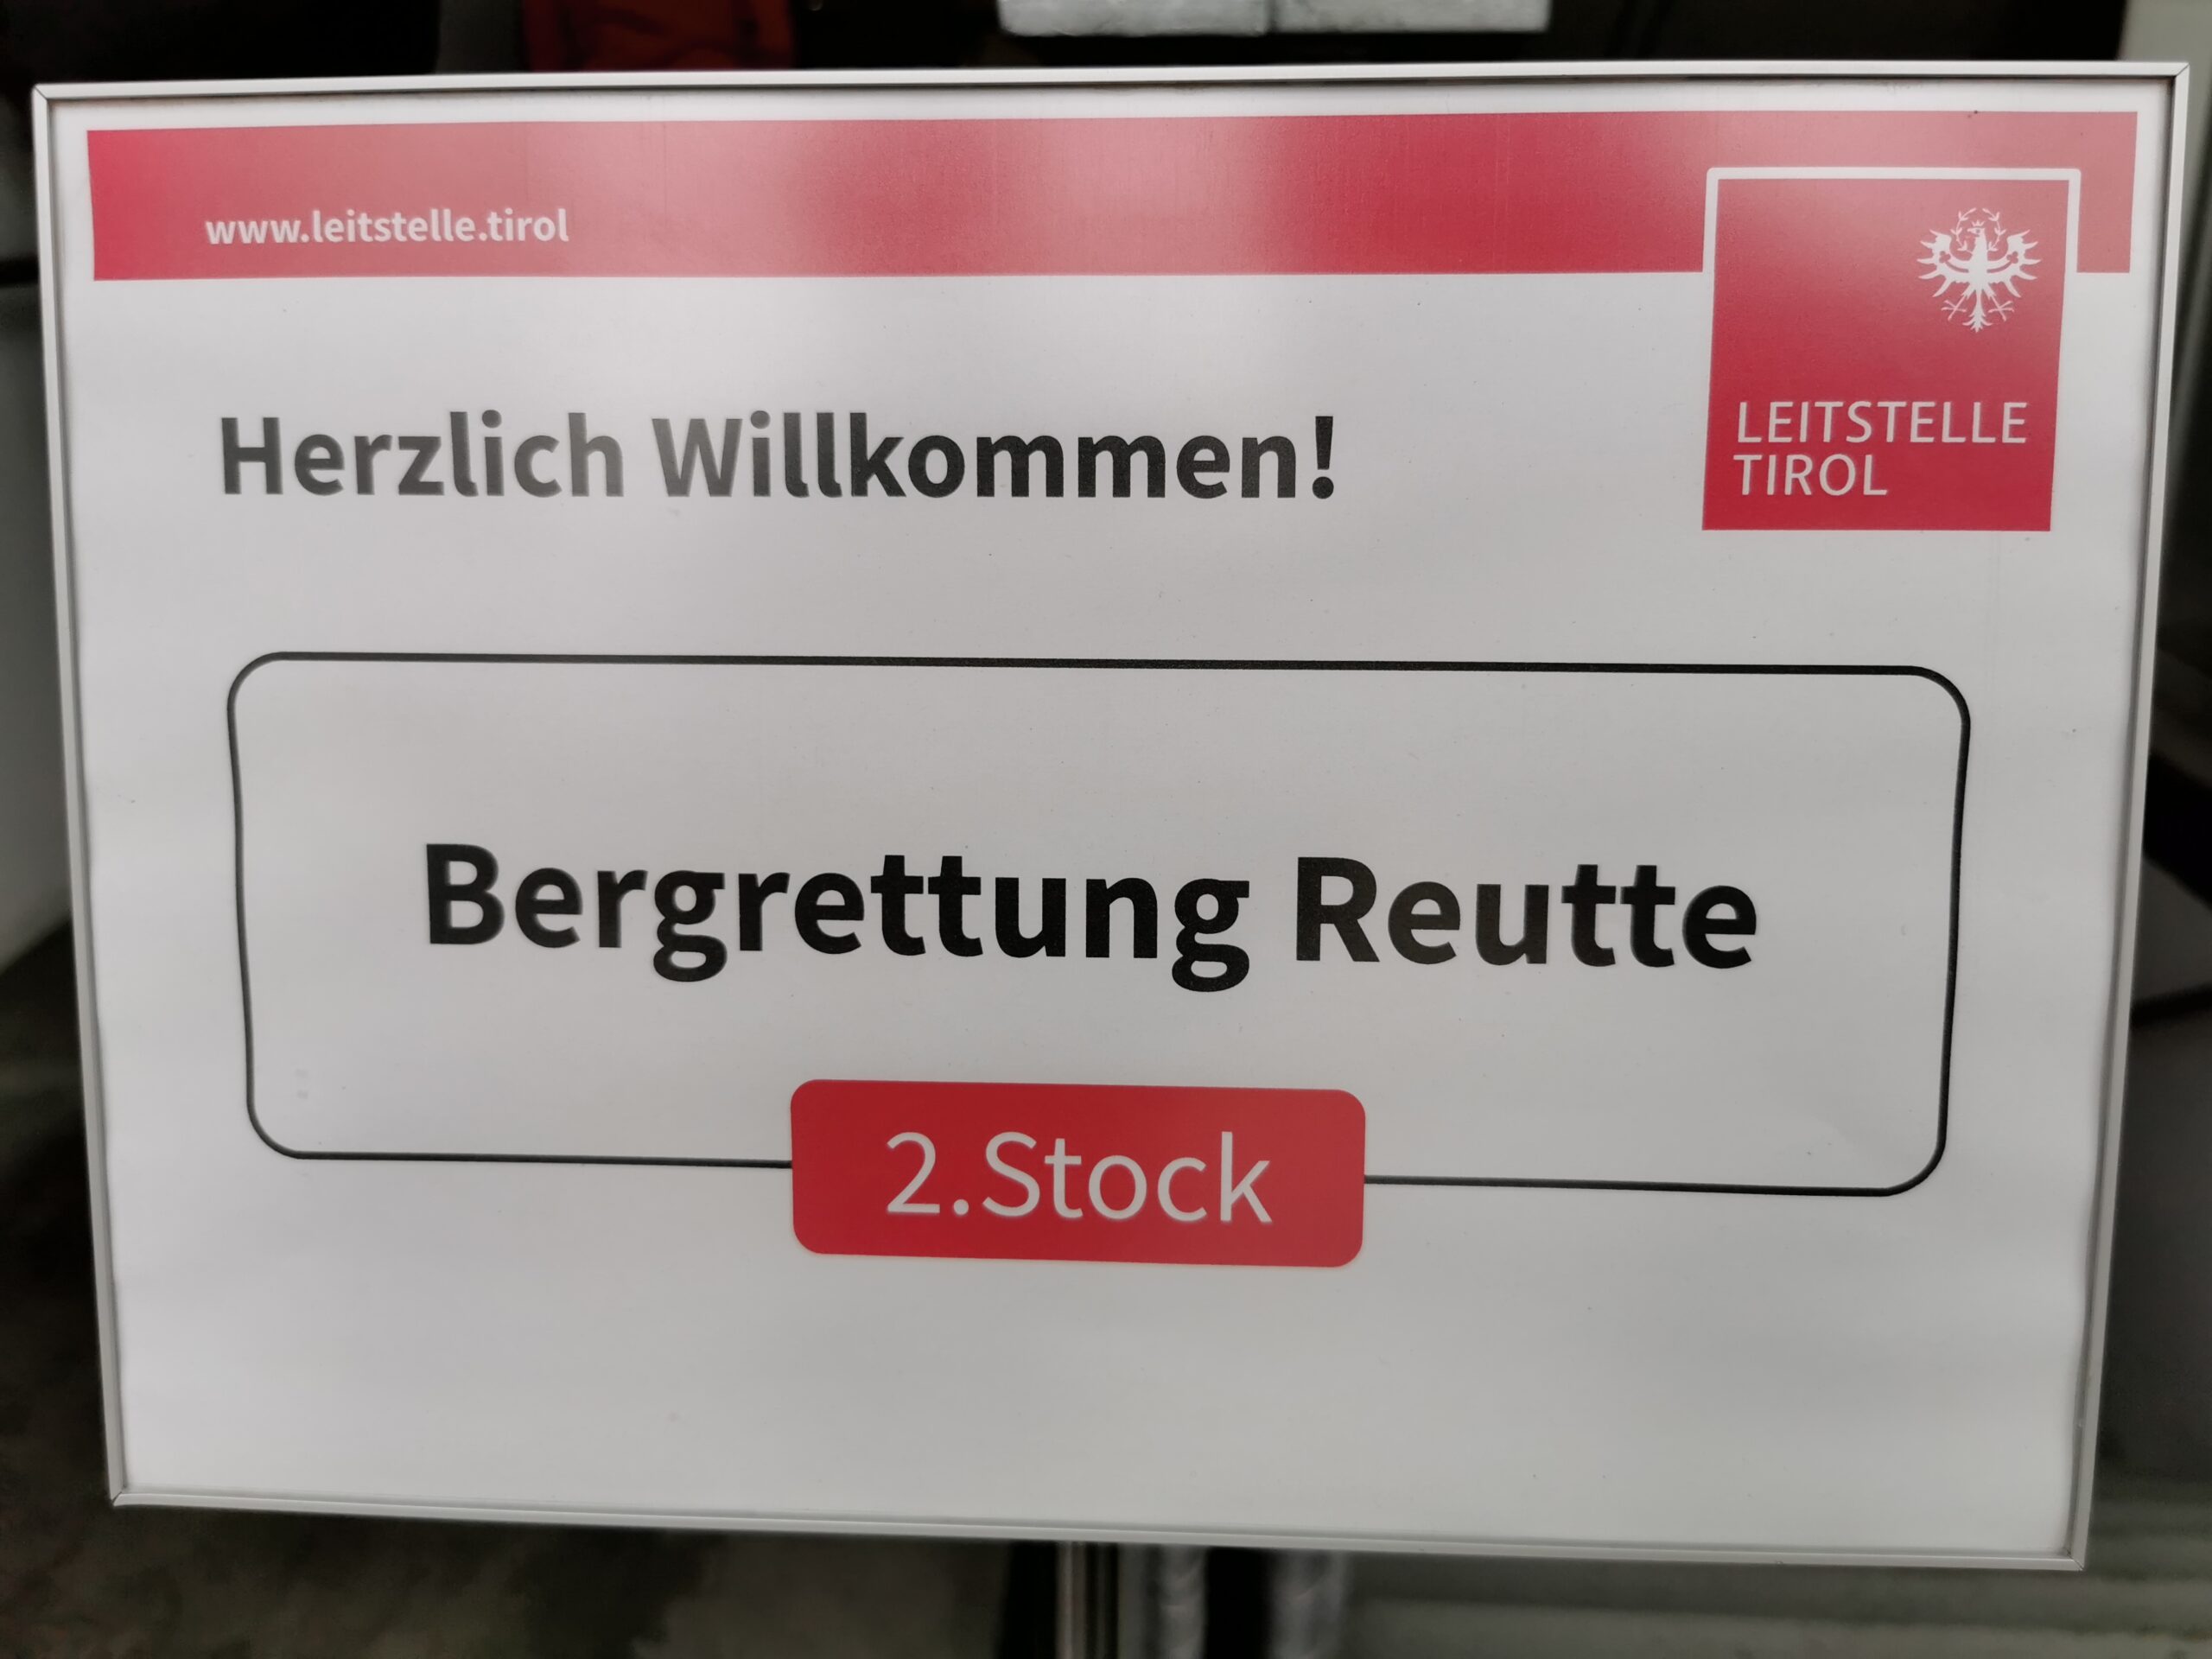 www.leitstelle.tirol
LEITSTELLE
TIROL
Herzlich Willkommen!
Bergrettung Reutte
2.Stock